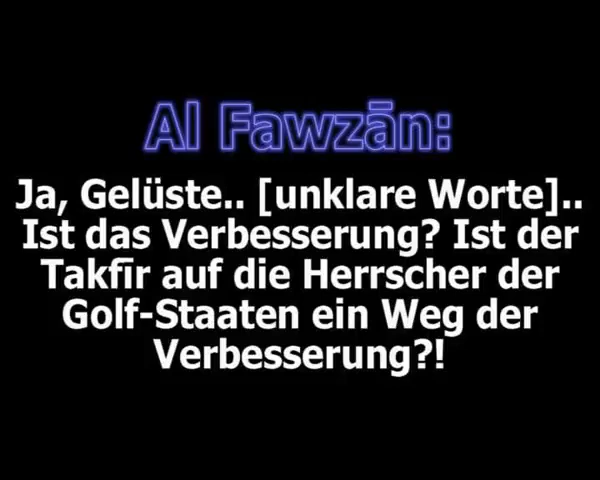 Al Fawzān:
Ja, Gelüste.. [unklare Worte]..
Ist das Verbesserung? Ist der
Takfīr auf die Herrscher der
Golf-Staaten ein Weg der
Verbesserung?!